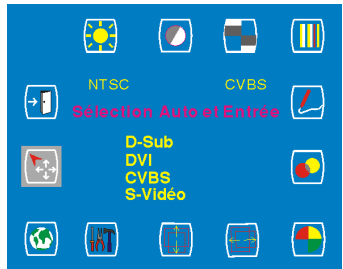 NTSC CVBS
Sélection Auto et Entrée
D-Sub
DVI
CVBS
S-Vidéo